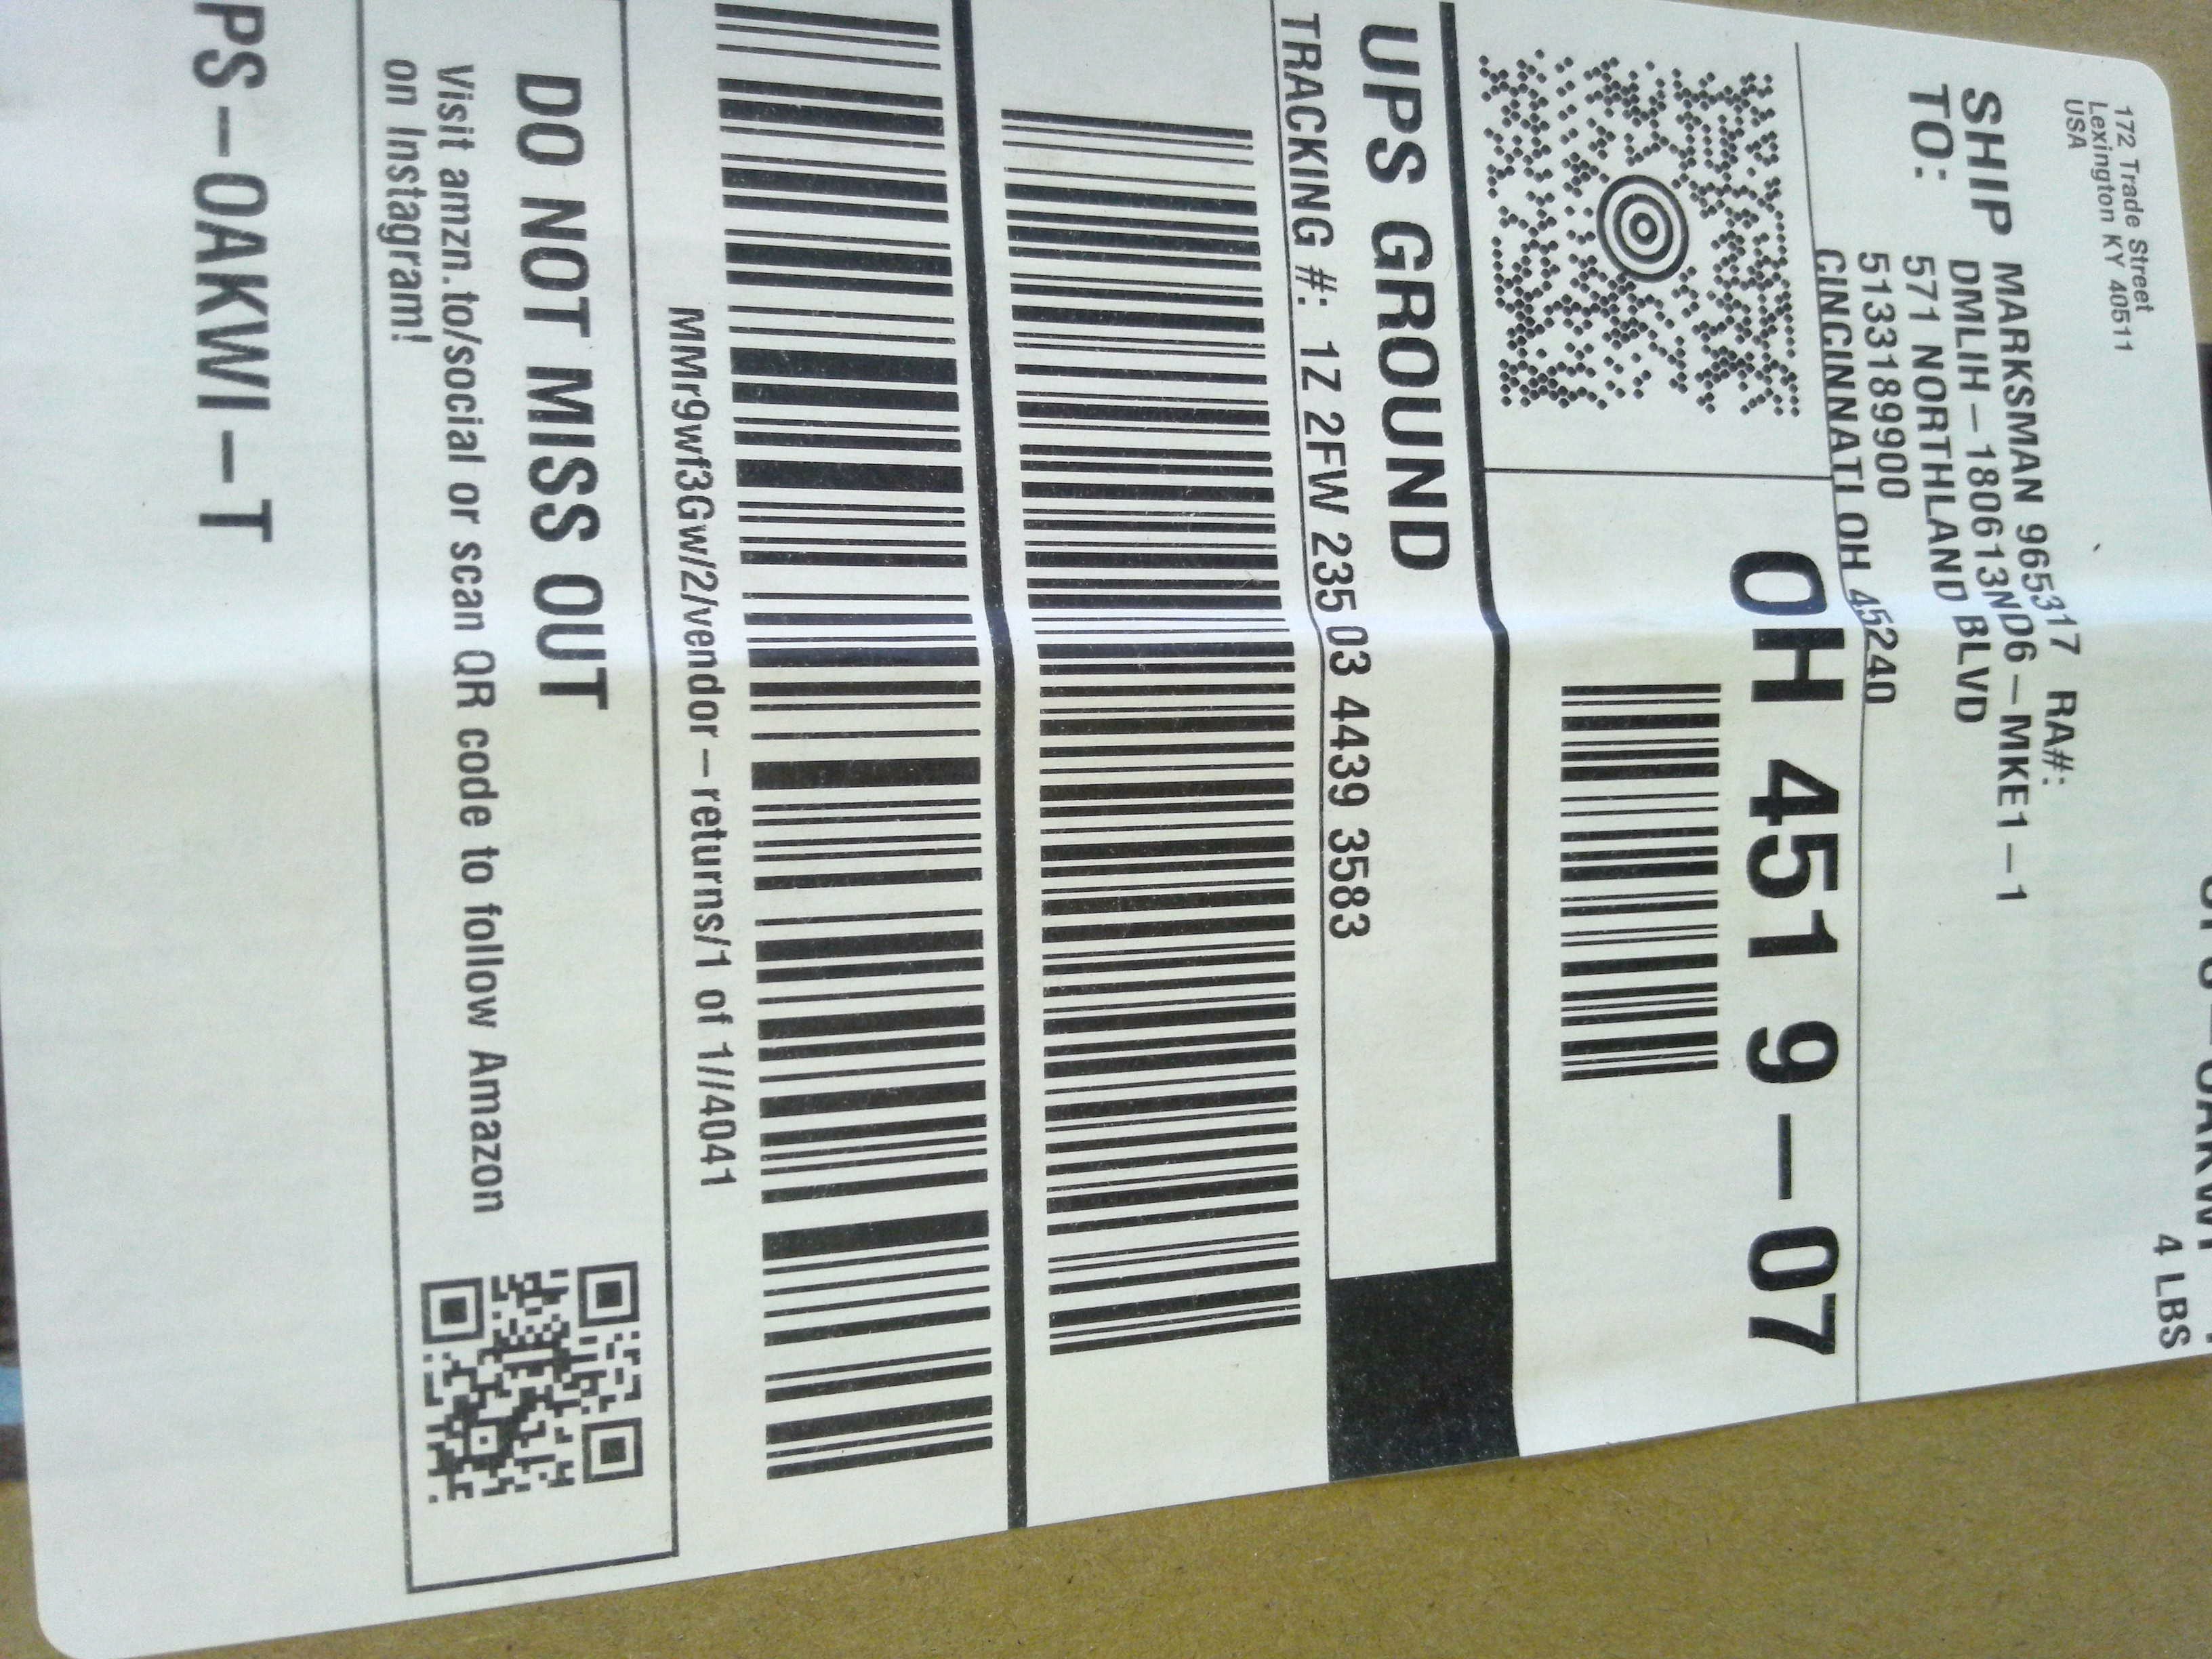 4 LBS
172 Trade Street
Lexington KY 40511
USA
SHIP
TO:
MARKSMAN 965317 RA#:
DMLIH-180613ND6-MKE1-1
571 NORTHLAND BLVD
5133189900
CINCINNATI OH 45240
OH 451 9-07
UPS GROUND
TRACKING #: 1Z 2FW 235 03 4439 3583
MMr9wf3Gw/2/vendor-returns/1 of 1//4041
DO NOT MISS OUT
Visit amzn.to/social or scan QR code to follow Amazon
on Instagram!
PS-OAKWI-T